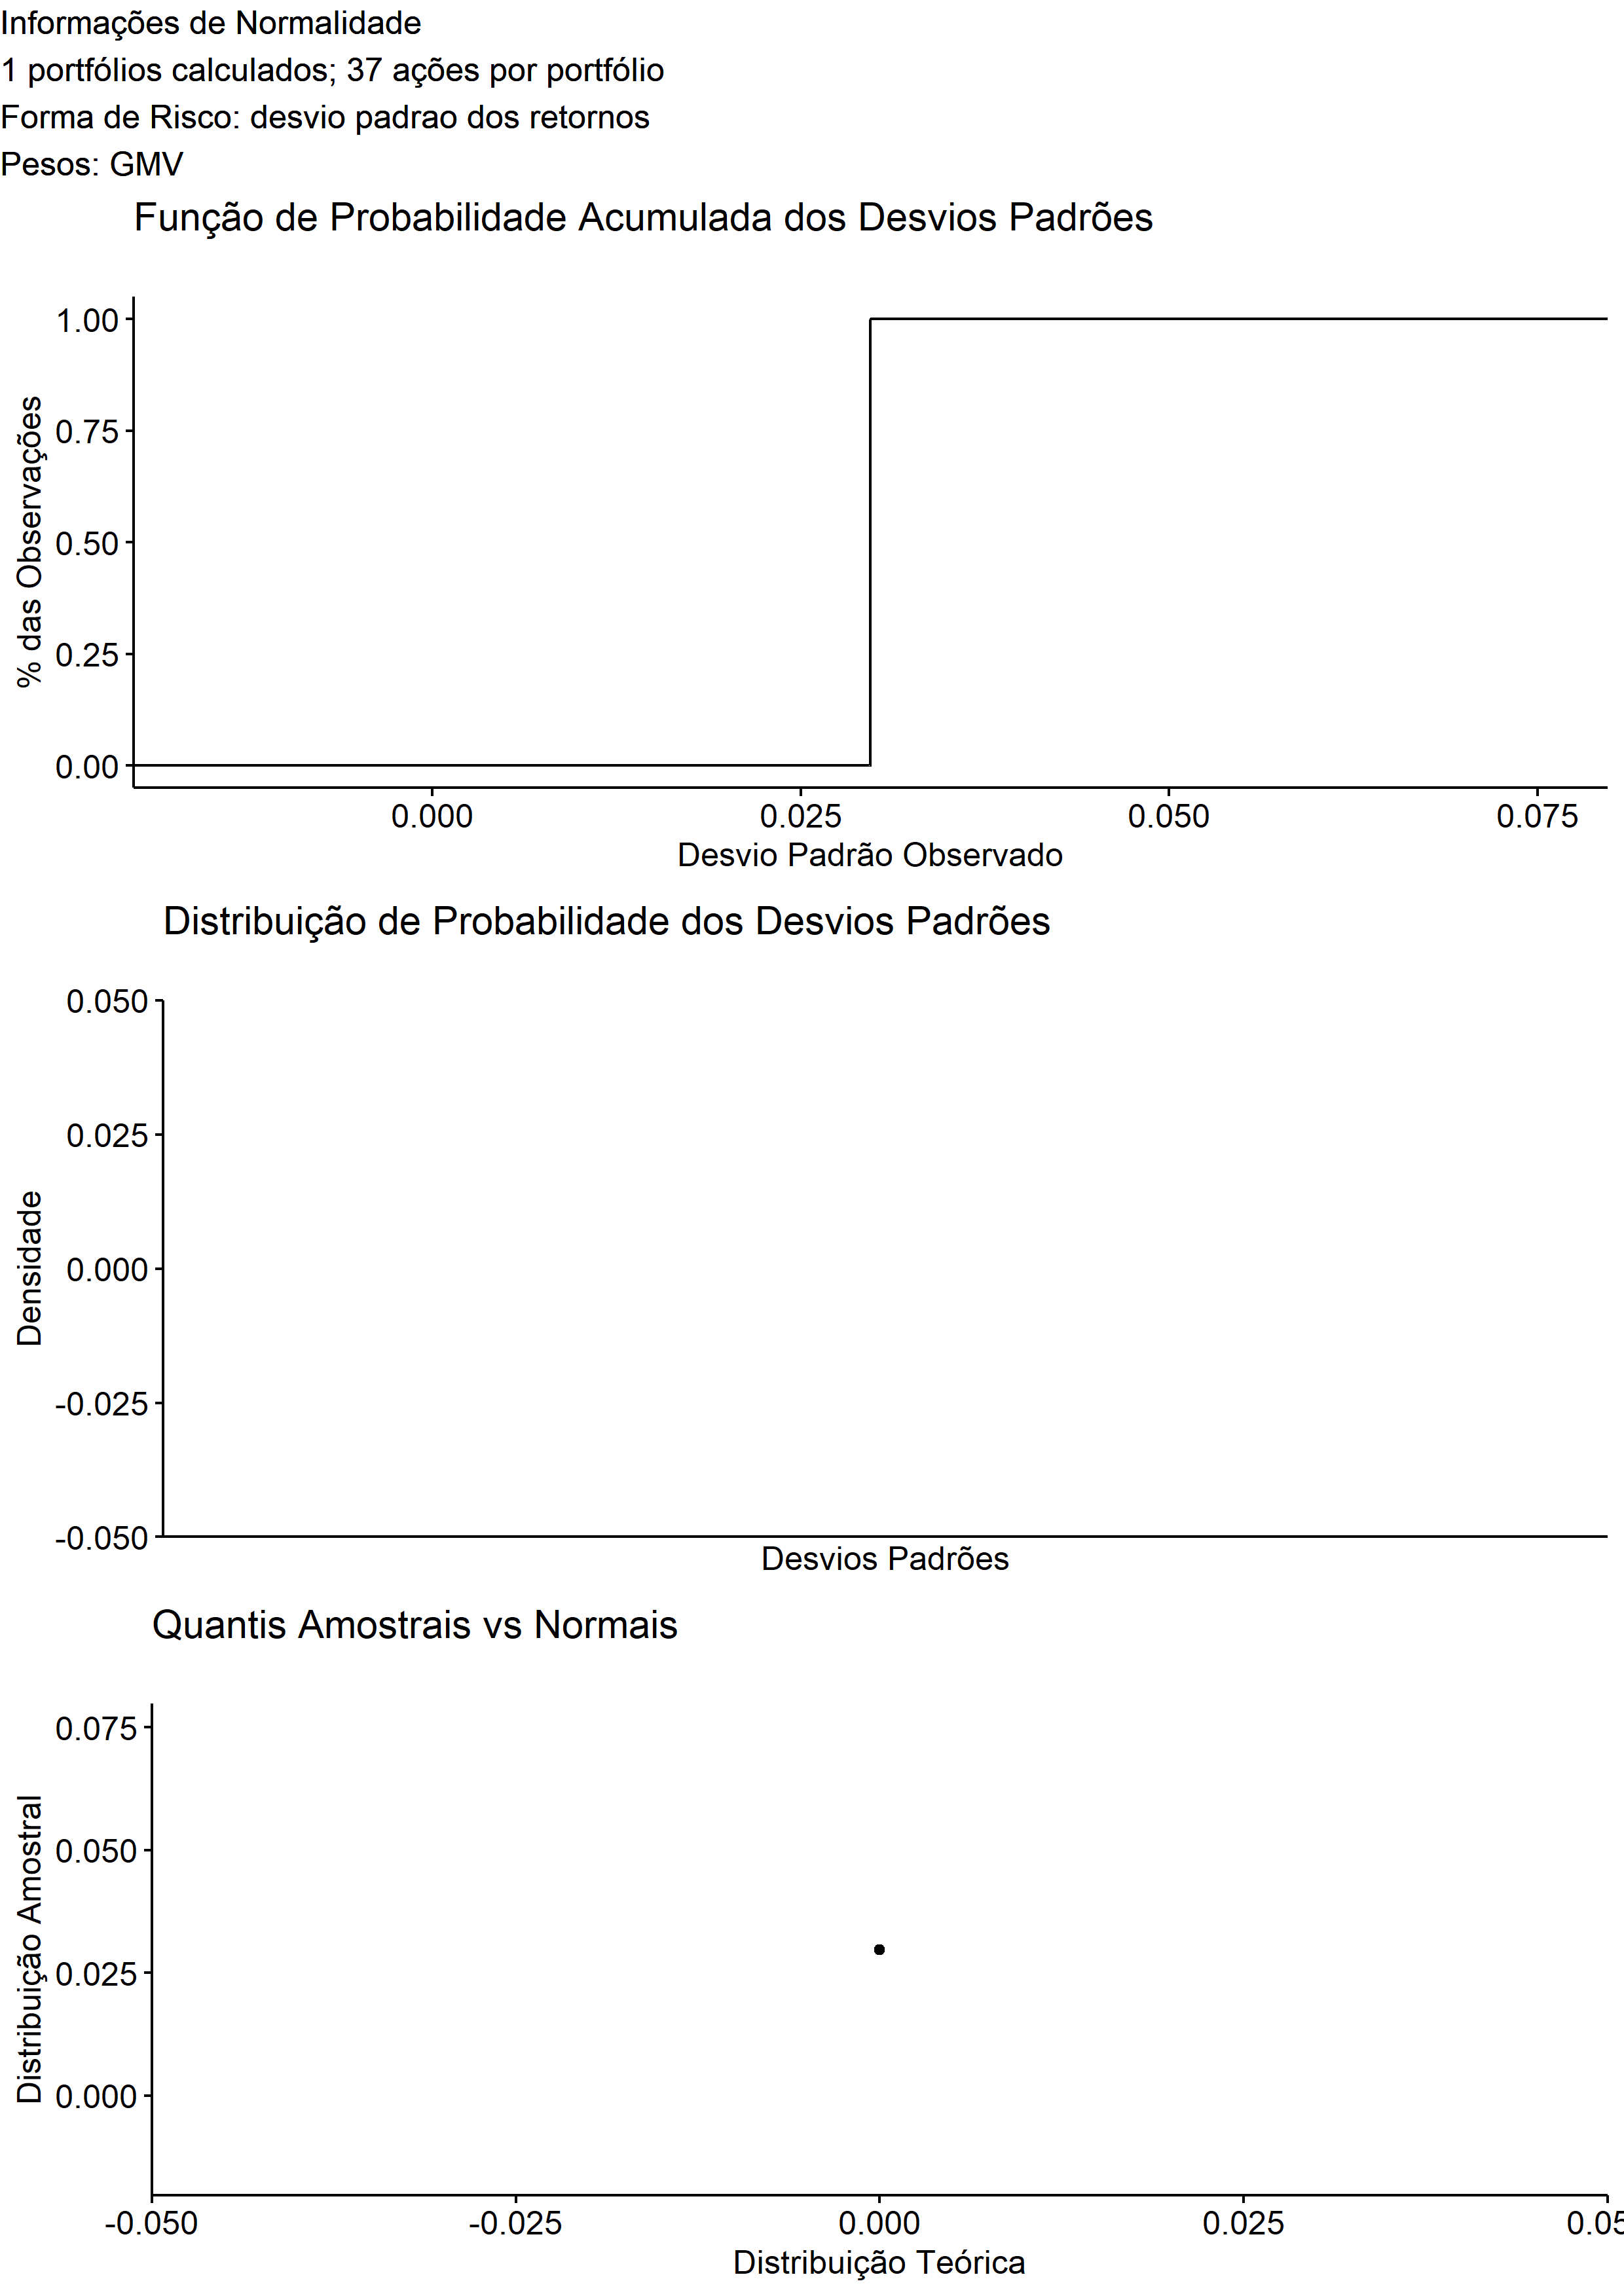 Informações de Normalidade
1 portfólios calculados; 37 ações por portfólio
Forma de Risco: desvio padrao dos retornos
Pesos: GMV
Função de Probabilidade Acumulada dos Desvios Padrões
% das Observações
1.00
0.75
0.50
0.25
0.00
0.000 0.025 0.050 0.075
Desvio Padrão Observado
Distribuição de Probabilidade dos Desvios Padrões
Densidade
0.050
0.025
0.000
-0.025
-0.050
Desvios Padrões
Quantis Amostrais vs Normais
Distribuição Amostral
0.075
0.050
0.025
0.000
-0.050 -0.025 0.000 0.025 0.05
Distribuição Teórica